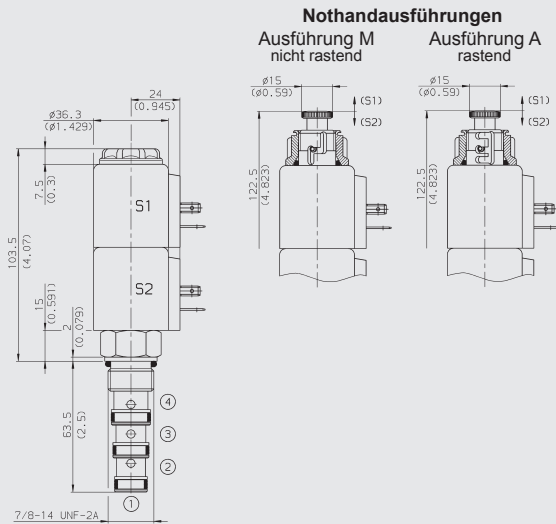 Nothandausführungen
Ausführung M
nicht rastend
Ausführung A
rastend
24
(0.945)
ø36.3
(ø1.429)
7.5
(0.3)
103.5
(4.07)
15
(0.591)
2
(0.079)
63.5
(2.5)
S1
S2
4
3
2
1
7/8-14 UNF-2A
ø15
(ø0.59)
(S1)
(S2)
122.5
(4.823)
ø15
(ø0.59)
(S1)
(S2)
122.5
(4.823)